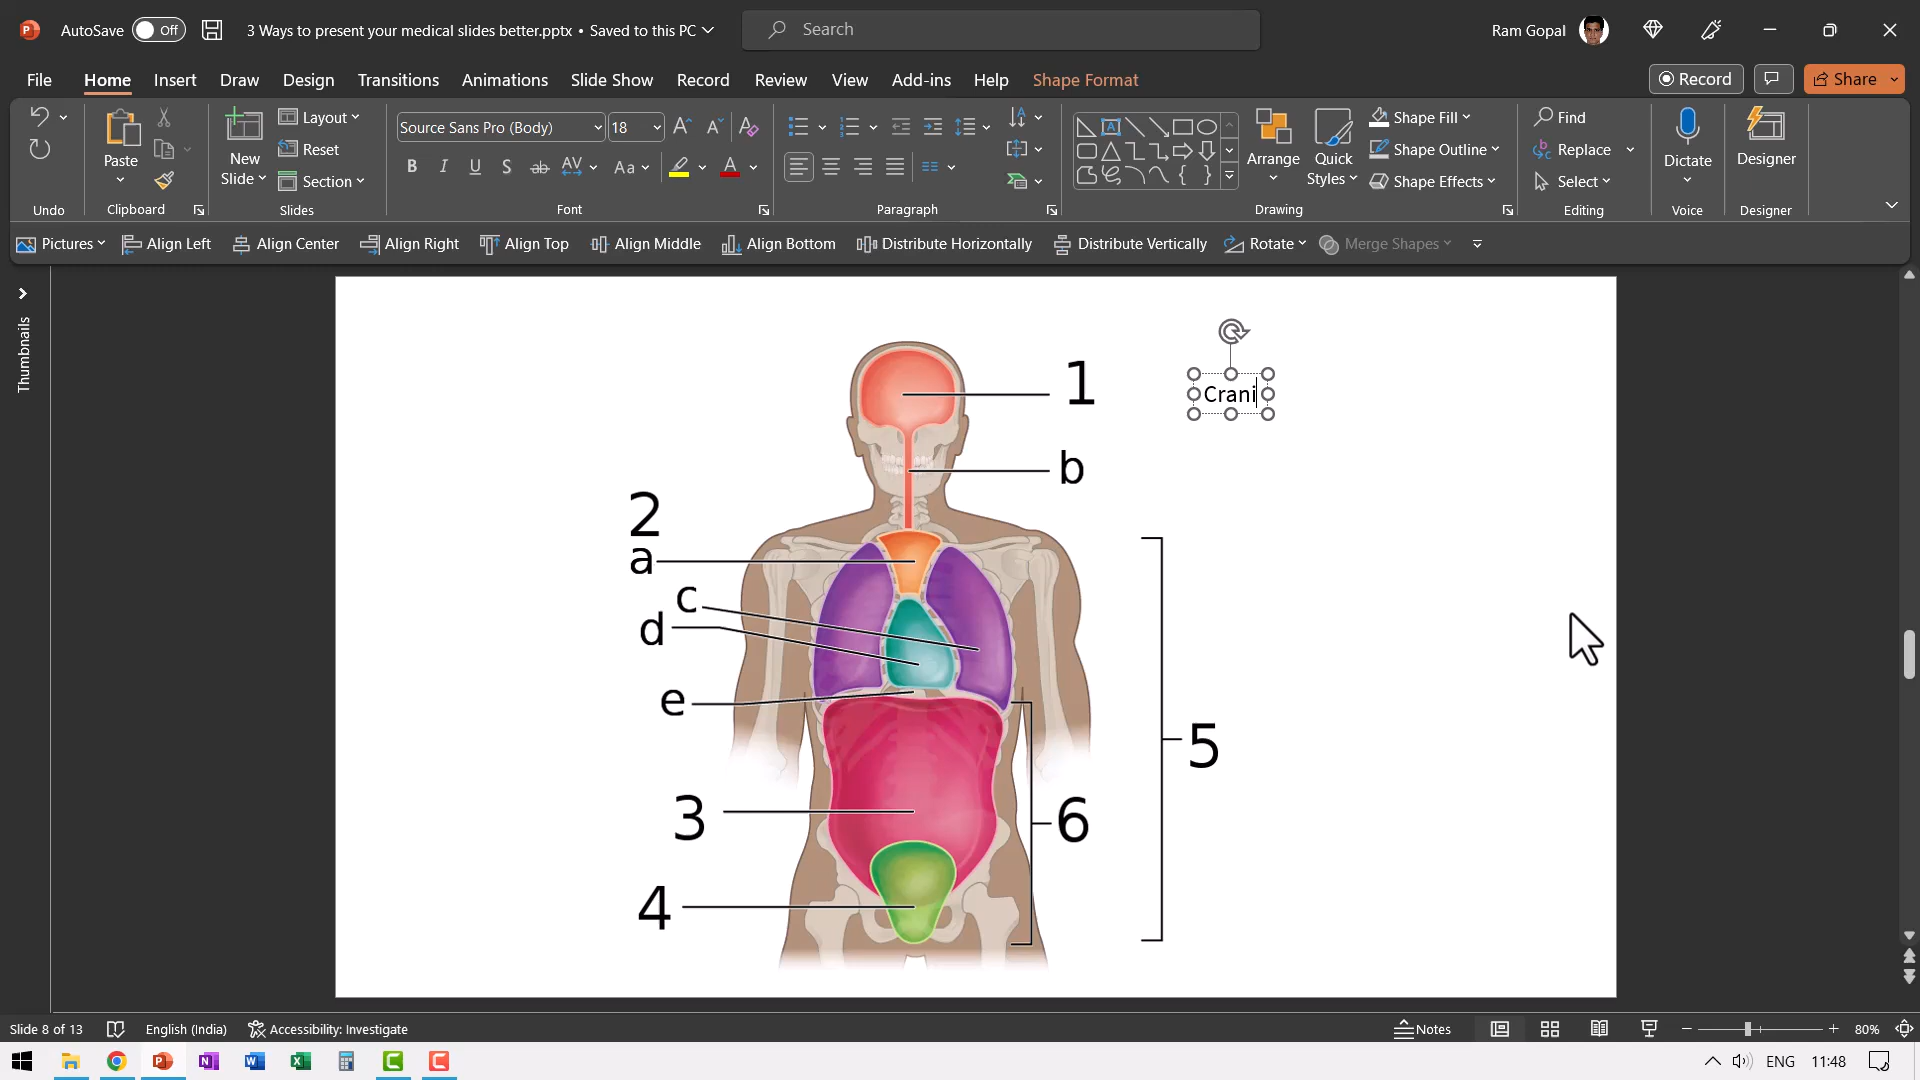 AutoSave Off 3 Ways to present your medical slides better.pptx • Saved to this PC Search Ram Gopal
File Home Insert Draw Design Transitions Animations Slide Show Record Review View Add-ins Help Shape Format Record Share
Paste New Slide Layout Reset Section
Source Sans Pro (Body) 18
B I U S ab AV Aa A
Arrange Quick Styles Shape Fill Shape Outline Shape Effects
Find Replace Select Dictate Designer
Undo Clipboard Slides Font Paragraph Drawing Editing Voice Designer
Pictures Align Left Align Center Align Right Align Top Align Middle Align Bottom Distribute Horizontally Distribute Vertically Rotate Merge Shapes
Thumbnails
1
Crani
b
2
a
c
d
e
5
3
6
4
Slide 8 of 13 English (India) Accessibility: Investigate Notes 80%
ENG 11:48